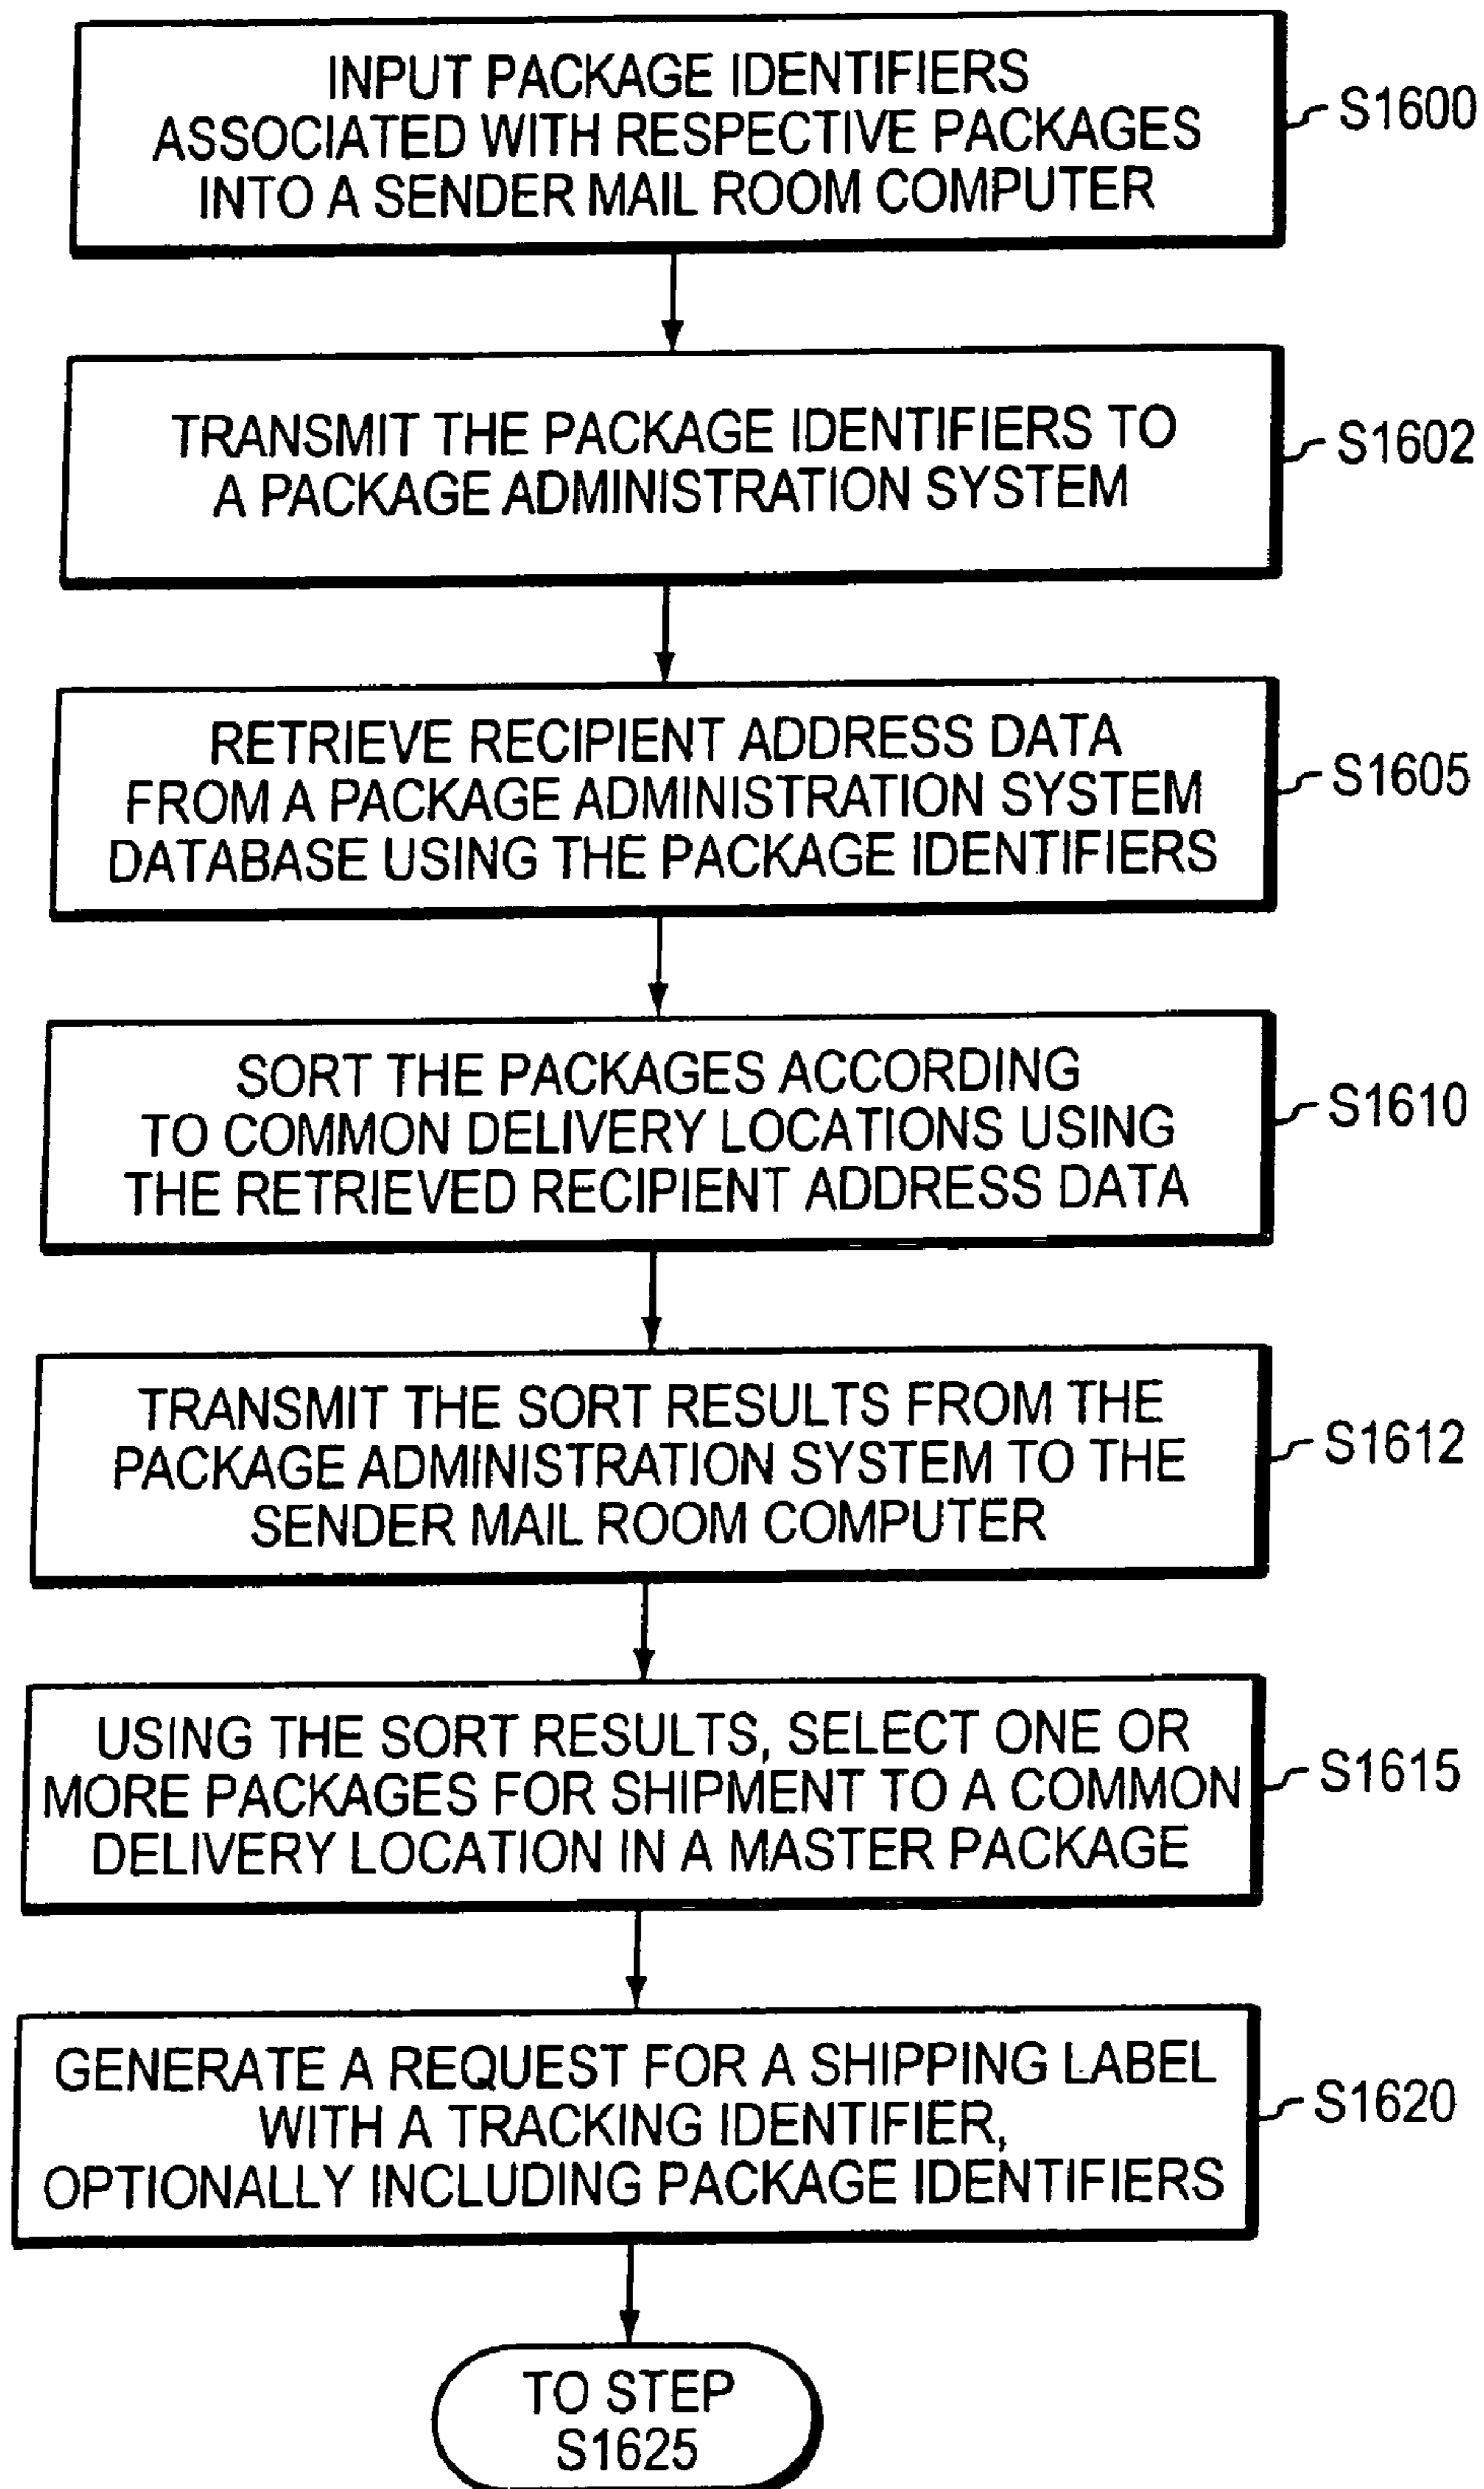 INPUT PACKAGE IDENTIFIERS
ASSOCIATED WITH RESPECTIVE PACKAGES
INTO A SENDER MAIL ROOM COMPUTER
S1600
TRANSMIT THE PACKAGE IDENTIFIERS TO
A PACKAGE ADMINISTRATION SYSTEM
S1602
RETRIEVE RECIPIENT ADDRESS DATA
FROM A PACKAGE ADMINISTRATION SYSTEM
DATABASE USING THE PACKAGE IDENTIFIERS
S1605
SORT THE PACKAGES ACCORDING
TO COMMON DELIVERY LOCATIONS USING
THE RETRIEVED RECIPIENT ADDRESS DATA
S1610
TRANSMIT THE SORT RESULTS FROM THE
PACKAGE ADMINISTRATION SYSTEM TO THE
SENDER MAIL ROOM COMPUTER
S1612
USING THE SORT RESULTS, SELECT ONE OR
MORE PACKAGES FOR SHIPMENT TO A COMMON
DELIVERY LOCATION IN A MASTER PACKAGE
S1615
GENERATE A REQUEST FOR A SHIPPING LABEL
WITH A TRACKING IDENTIFIER,
OPTIONALLY INCLUDING PACKAGE IDENTIFIERS
S1620
TO STEP
S1625